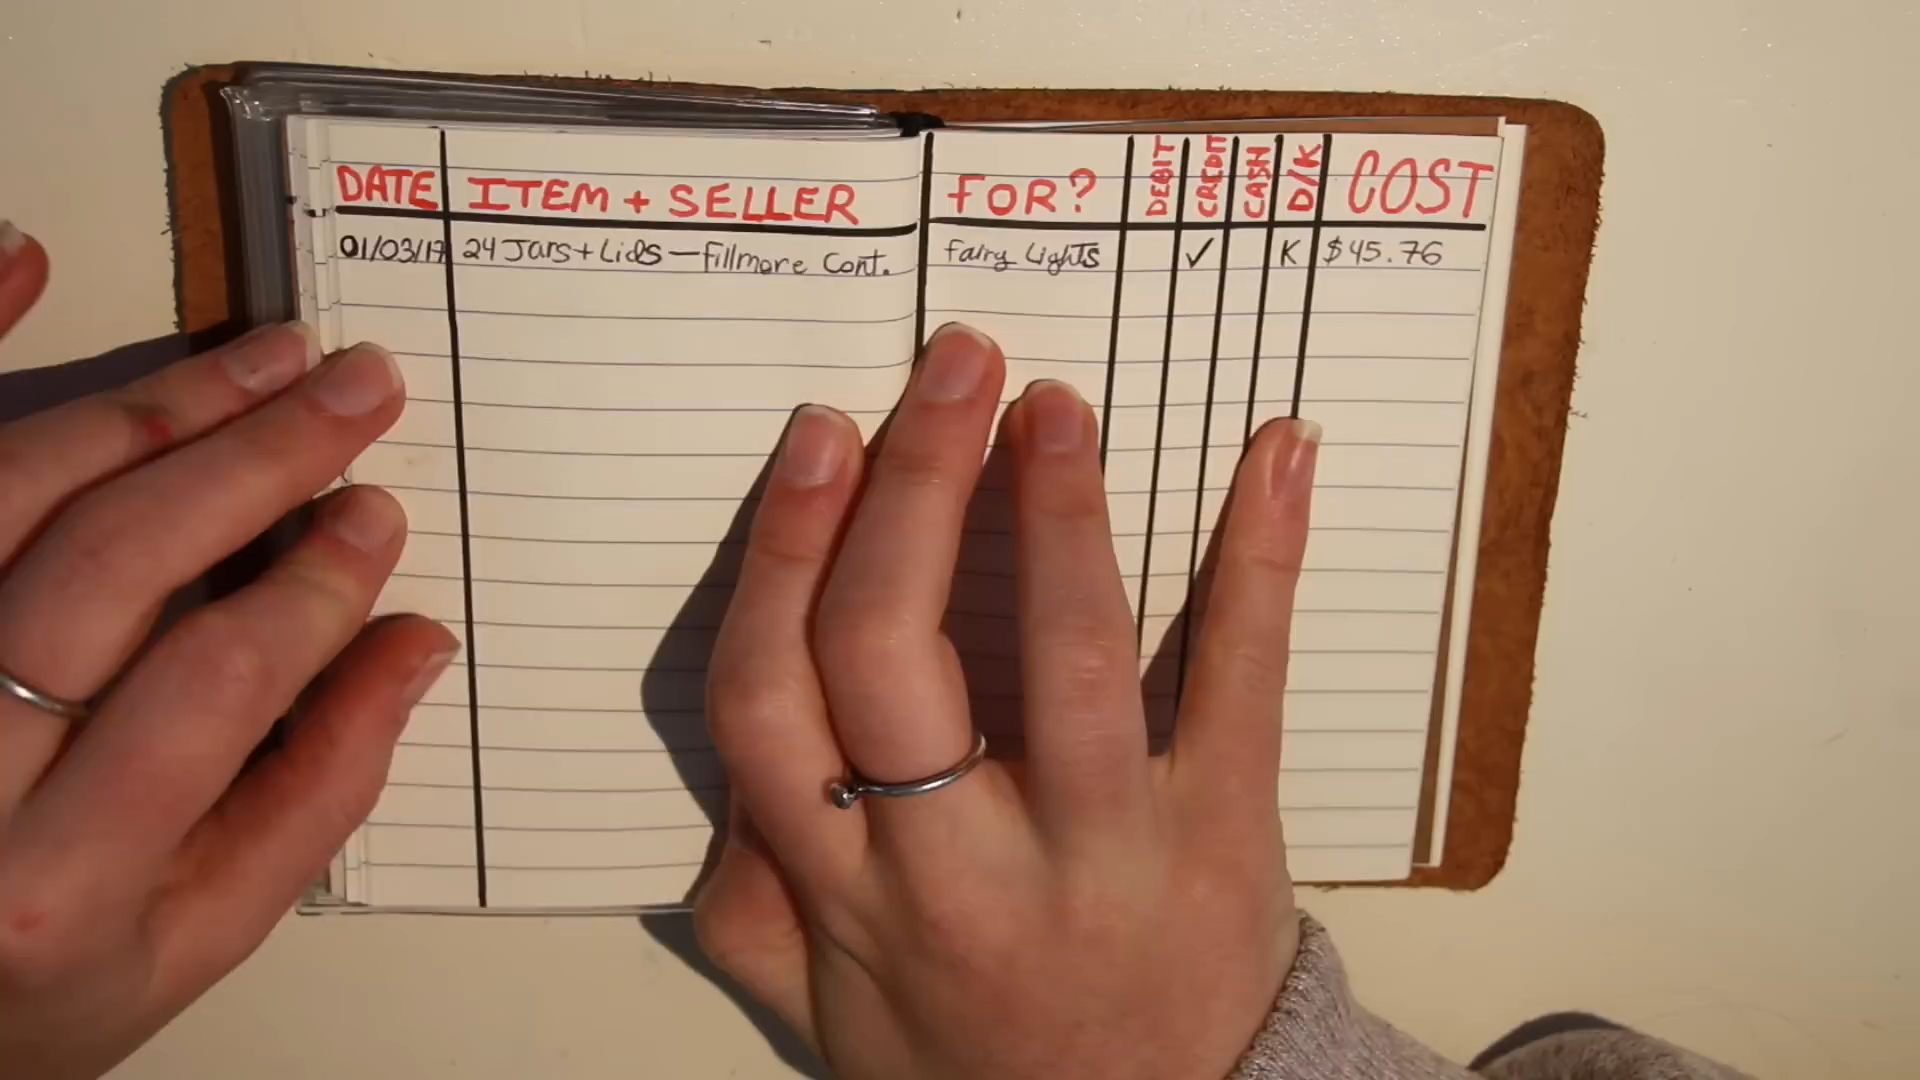 DATE ITEM + SELLER FOR? DEBIT CREDIT CASH D/K COST
01/03/17 24 Jars + Lids — Fillmore Cont. Fairy Lights ✓ K $45.76